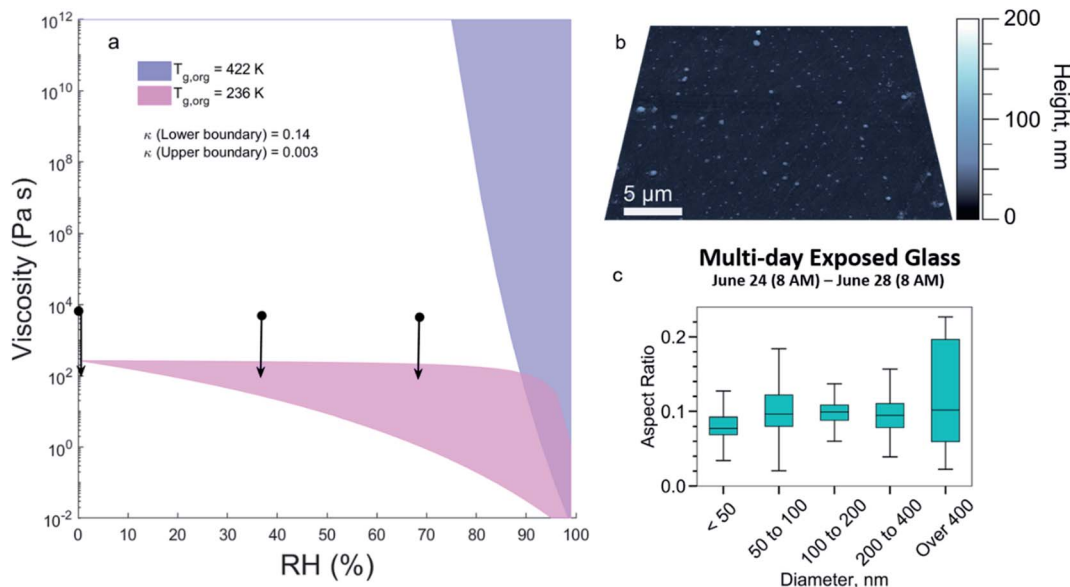 a
T_g,org = 422 K
T_g,org = 236 K
κ (Lower boundary) = 0.14
κ (Upper boundary) = 0.003
Viscosity (Pa s)
10^12
10^10
10^8
10^6
10^4
10^2
10^0
10^-2
0 10 20 30 40 50 60 70 80 90 100
RH (%)
b
5 µm
200
100
0
Height, nm
Multi-day Exposed Glass
June 24 (8 AM) – June 28 (8 AM)
c
Aspect Ratio
0.2
0.1
0.0
< 50
50 to 100
100 to 200
200 to 400
Over 400
Diameter, nm